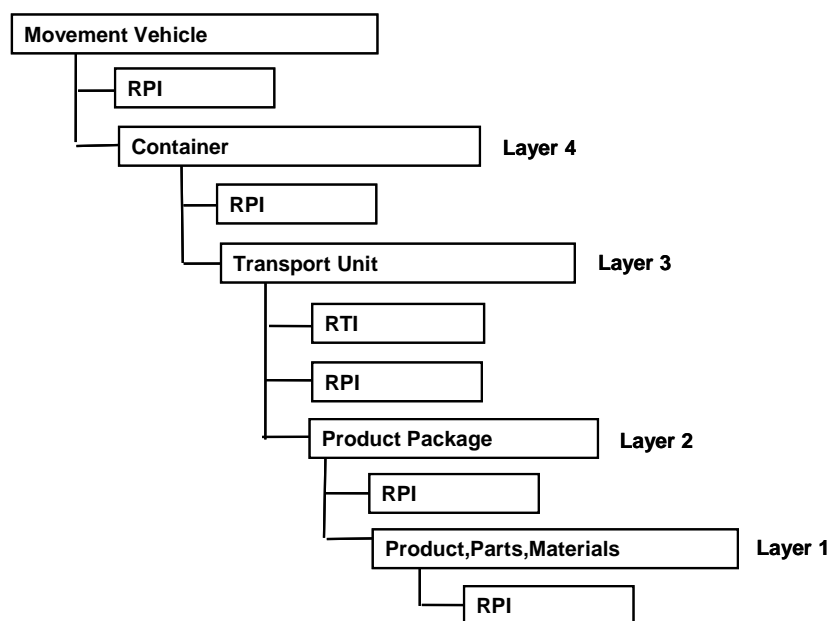 Movement Vehicle
RPI
Container Layer 4
RPI
Transport Unit Layer 3
RTI
RPI
Product Package Layer 2
RPI
Product,Parts,Materials Layer 1
RPI